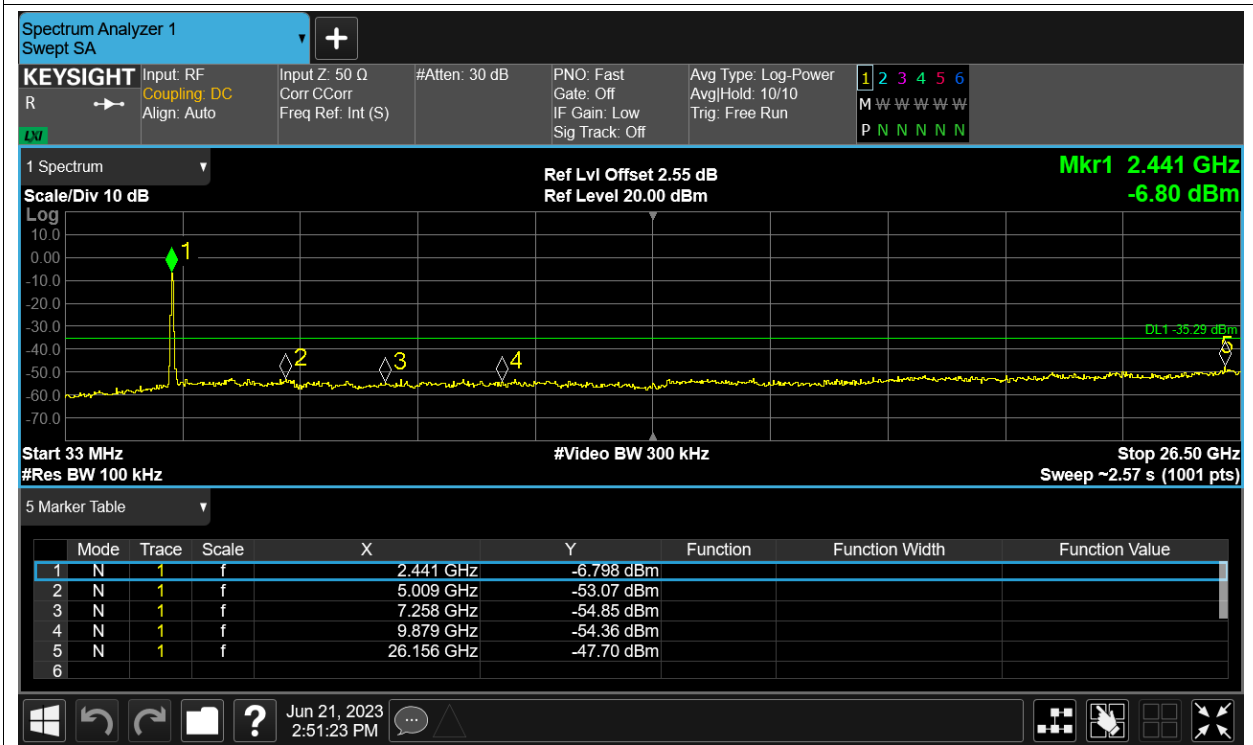 Spectrum Analyzer 1
Swept SA
KEYSIGHT Input: RF Input Z: 50 Ω #Atten: 30 dB PNO: Fast Avg Type: Log-Power 1 2 3 4 5 6
R Coupling: DC Corr CCorr Gate: Off Avg|Hold: 10/10 M W W W W W
Align: Auto Freq Ref: Int (S) IF Gain: Low Trig: Free Run
LXI Sig Track: Off P N N N N N
1 Spectrum Ref Lvl Offset 2.55 dB Mkr1 2.441 GHz
Scale/Div 10 dB Ref Level 20.00 dBm -6.80 dBm
Log
10.0
0.00 1
-10.0
-20.0
-30.0 DL1 -35.29 dBm
-40.0 2 3 4 5
-50.0
-60.0
-70.0
Start 33 MHz #Video BW 300 kHz Stop 26.50 GHz
#Res BW 100 kHz Sweep ~2.57 s (1001 pts)
5 Marker Table
Mode Trace Scale X Y Function Function Width Function Value
1 N 1 f 2.441 GHz -6.798 dBm
2 N 1 f 5.009 GHz -53.07 dBm
3 N 1 f 7.258 GHz -54.85 dBm
4 N 1 f 9.879 GHz -54.36 dBm
5 N 1 f 26.156 GHz -47.70 dBm
6
? Jun 21, 2023
2:51:23 PM